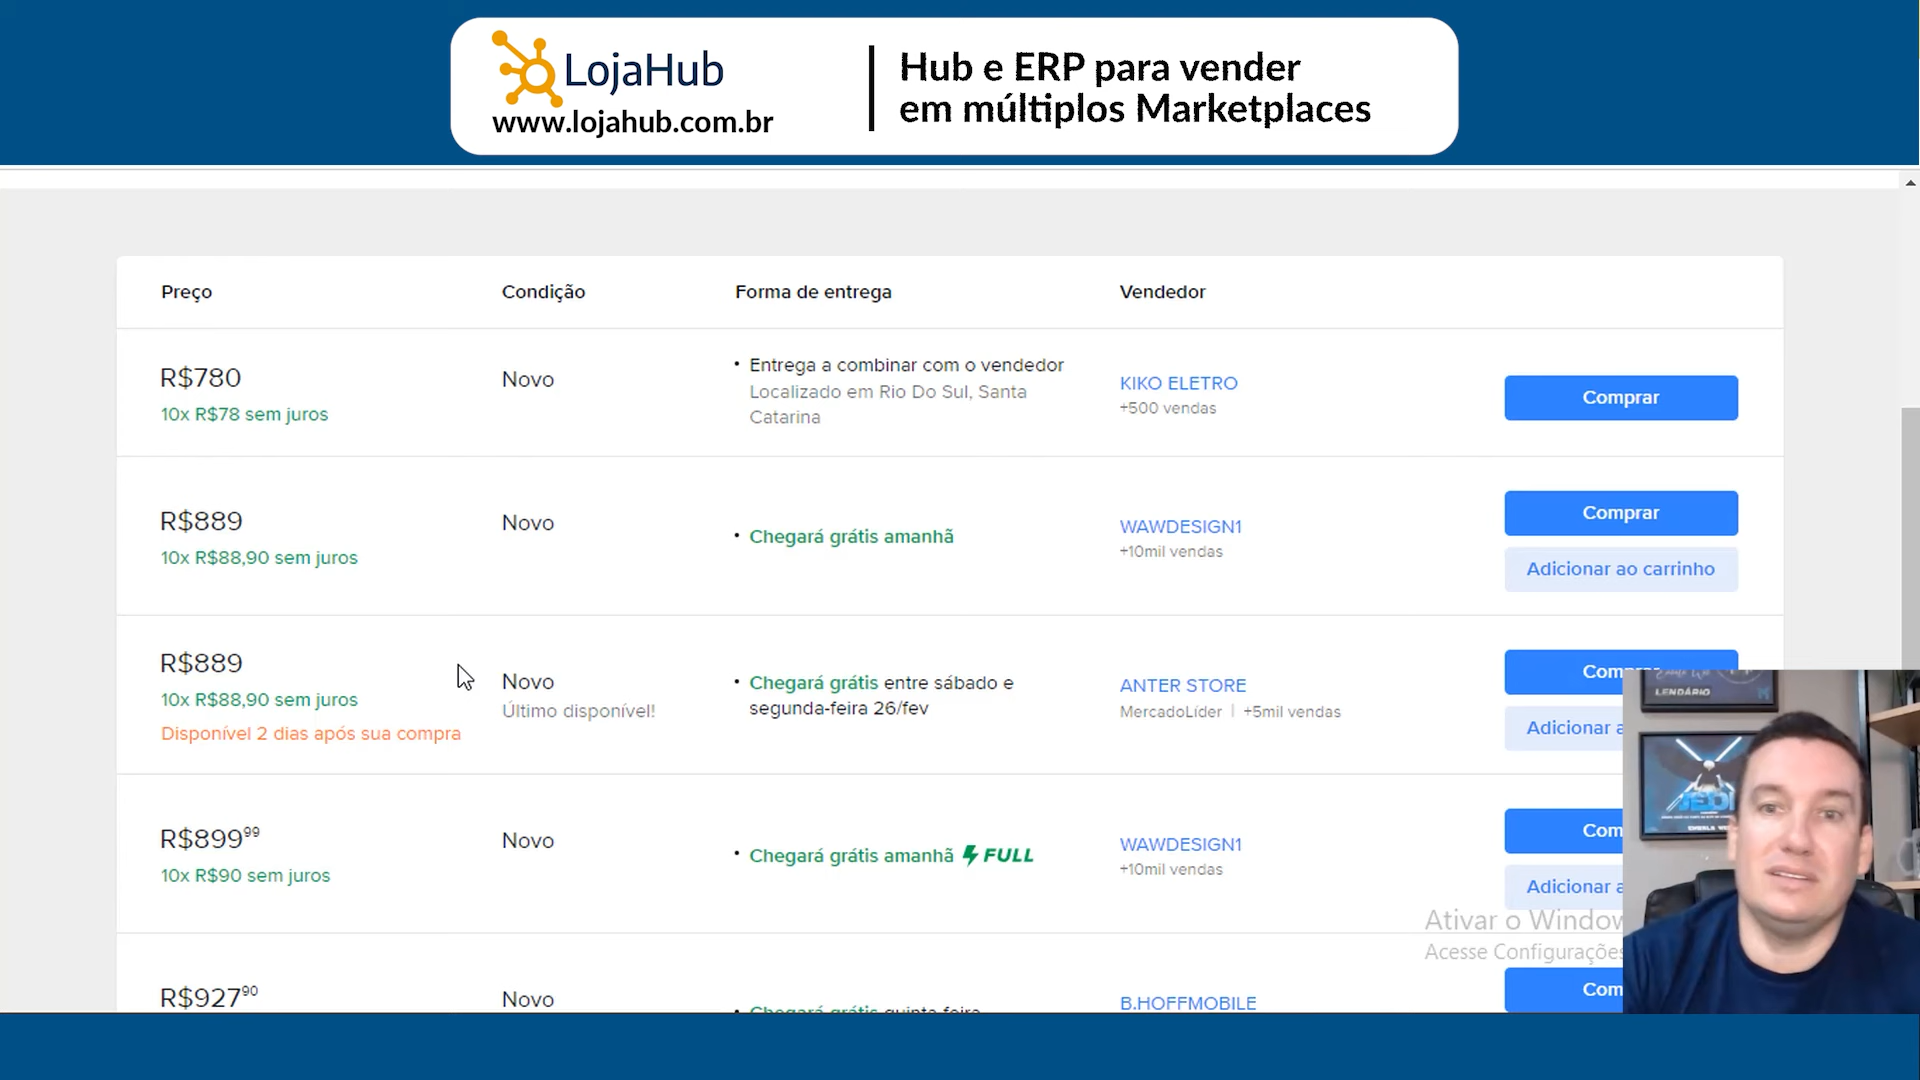 LojaHub
www.lojahub.com.br
Hub e ERP para vender
em múltiplos Marketplaces
Preço
Condição
Forma de entrega
Vendedor
R$780
10x R$78 sem juros
Novo
• Entrega a combinar com o vendedor
Localizado em Rio Do Sul, Santa
Catarina
KIKO ELETRO
+500 vendas
Comprar
R$889
10x R$88,90 sem juros
Novo
• Chegará grátis amanhã
WAWDESIGN1
+10mil vendas
Comprar
Adicionar ao carrinho
R$889
10x R$88,90 sem juros
Disponível 2 dias após sua compra
Novo
Último disponível!
• Chegará grátis entre sábado e
segunda-feira 26/fev
ANTER STORE
MercadoLíder | +5mil vendas
Adicionar
R$899 99
10x R$90 sem juros
Novo
• Chegará grátis amanhã FULL
WAWDESIGN1
+10mil vendas
Com
Adicionar
Ativar o Window
Acesse Configurações
R$927 90
Novo
• Chegará grátis quinta-feira
B.HOFFMOBILE
Com
LENDÁRIO